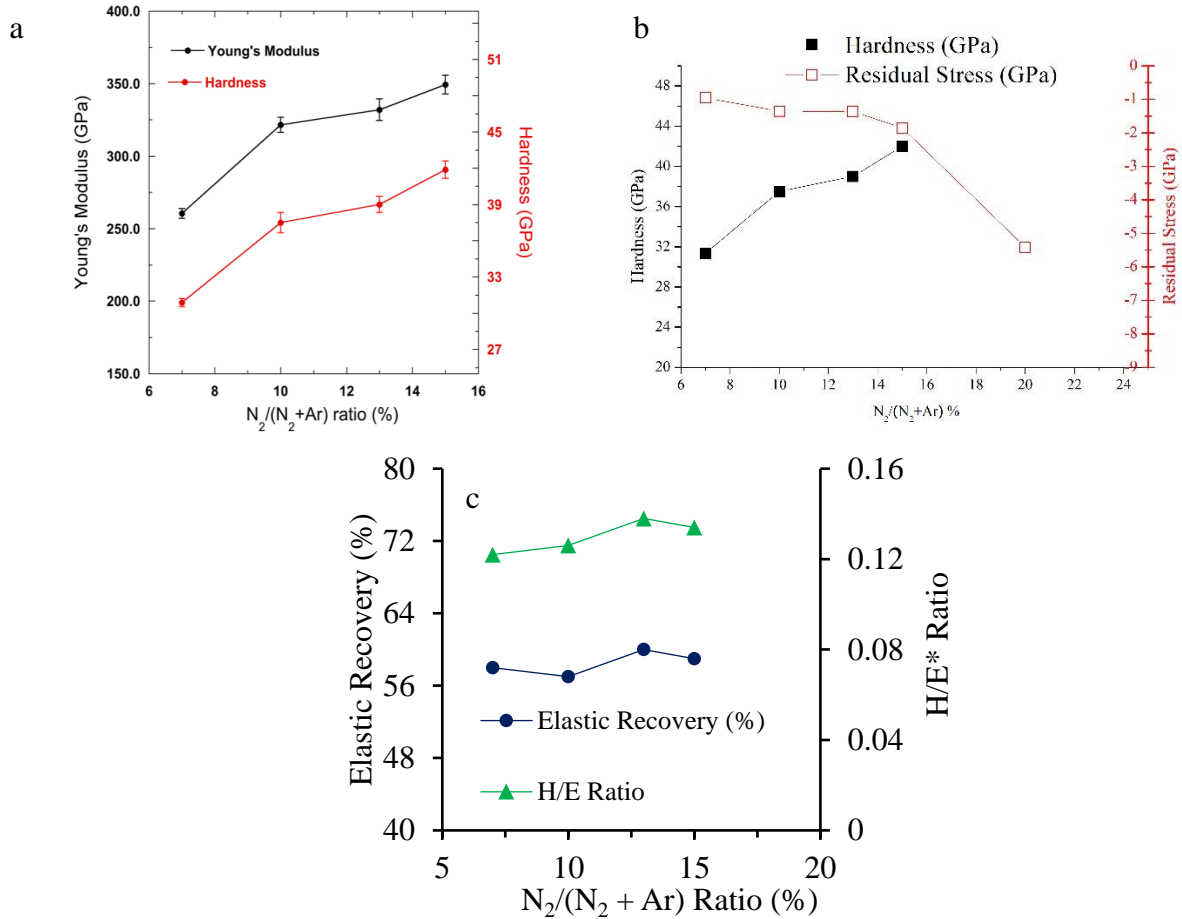 a
400.0
350.0
300.0
250.0
200.0
150.0
Young's Modulus (GPa)
Young's Modulus
Hardness
51
45
39
33
27
Hardness (GPa)
6 8 10 12 14 16
N2/(N2+Ar) ratio (%)
b
Hardness (GPa)
Residual Stress (GPa)
48
44
40
36
32
28
24
20
Hardness (GPa)
0
-1
-2
-3
-4
-5
-6
-7
-8
-9
Residual Stress (GPa)
6 8 10 12 14 16 18 20 22 24
N2/(N2+Ar) %
c
80
72
64
56
48
40
Elastic Recovery (%)
Elastic Recovery (%)
H/E Ratio
0.16
0.12
0.08
0.04
0
H/E* Ratio
5 10 15 20
N2/(N2 + Ar) Ratio (%)